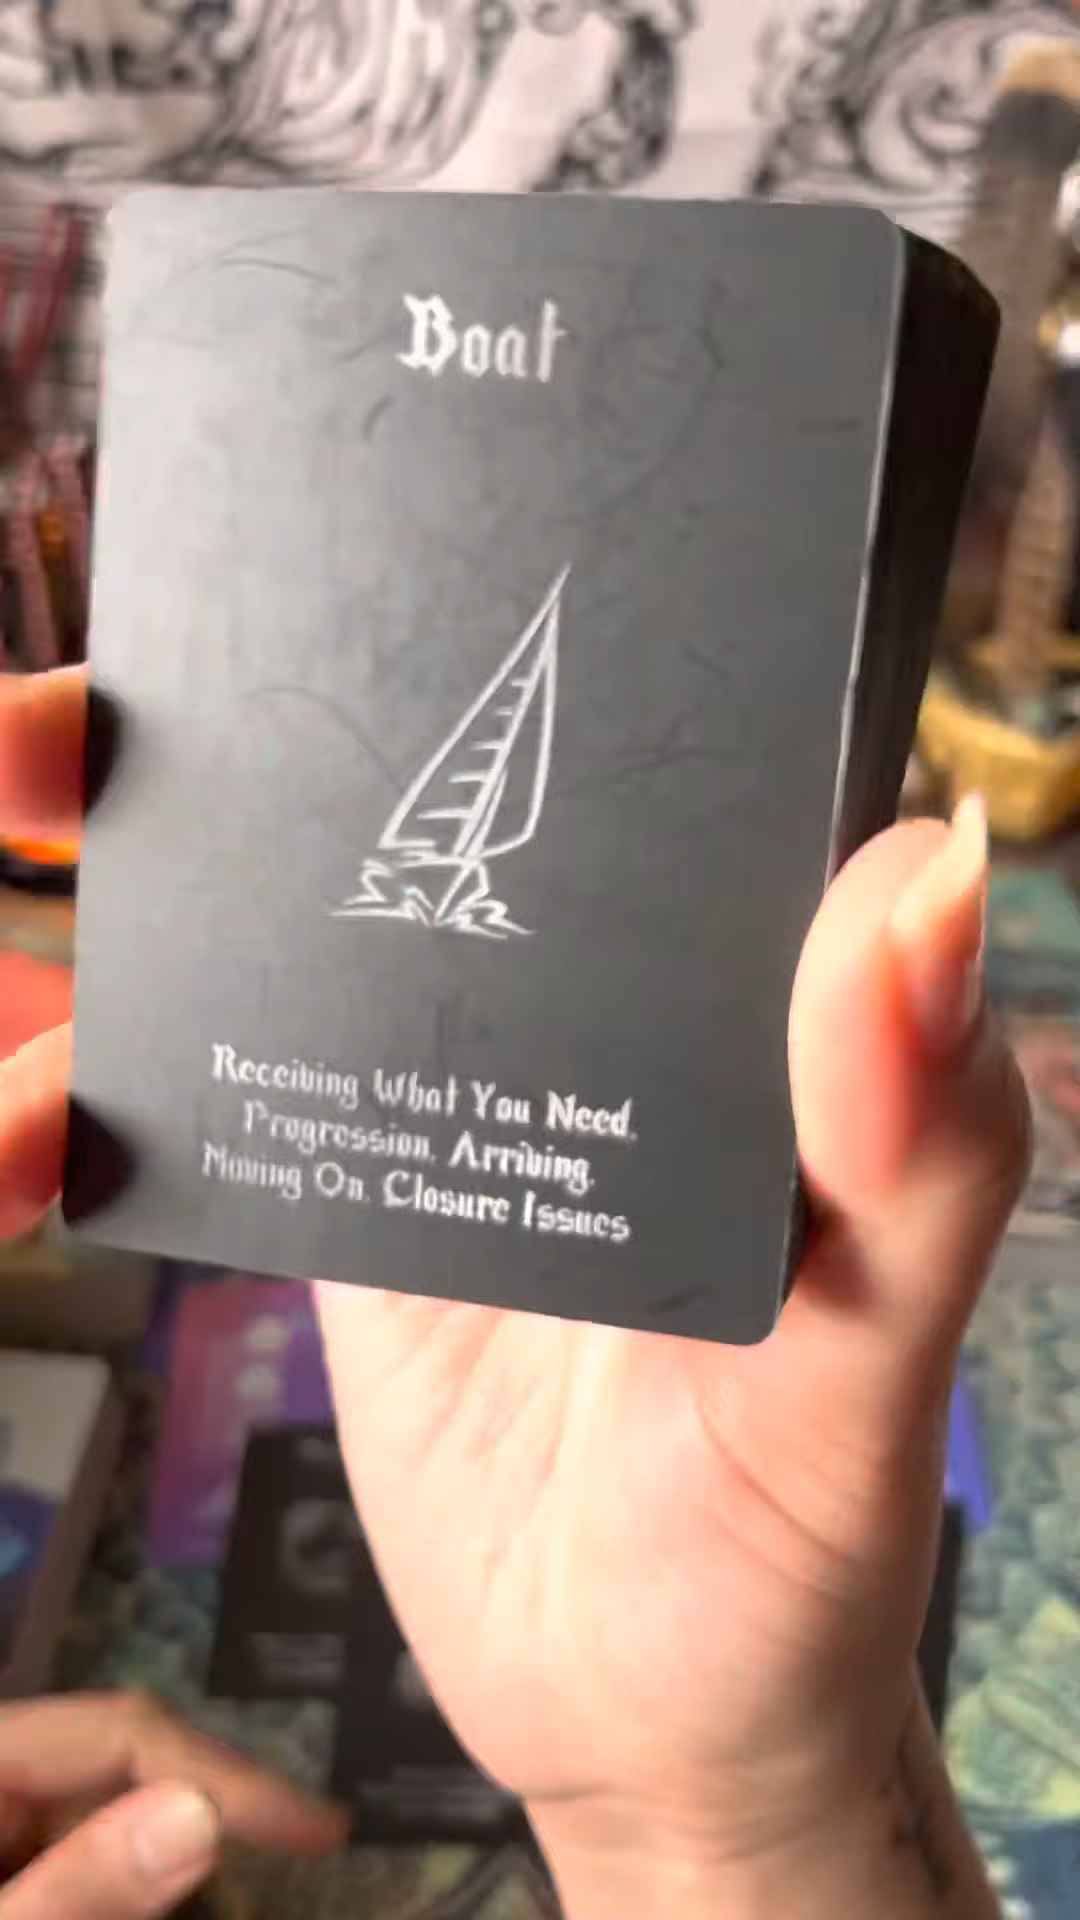 Boat
Receiving What You Need,
Progression, Arriving,
Moving On, Closure Issues